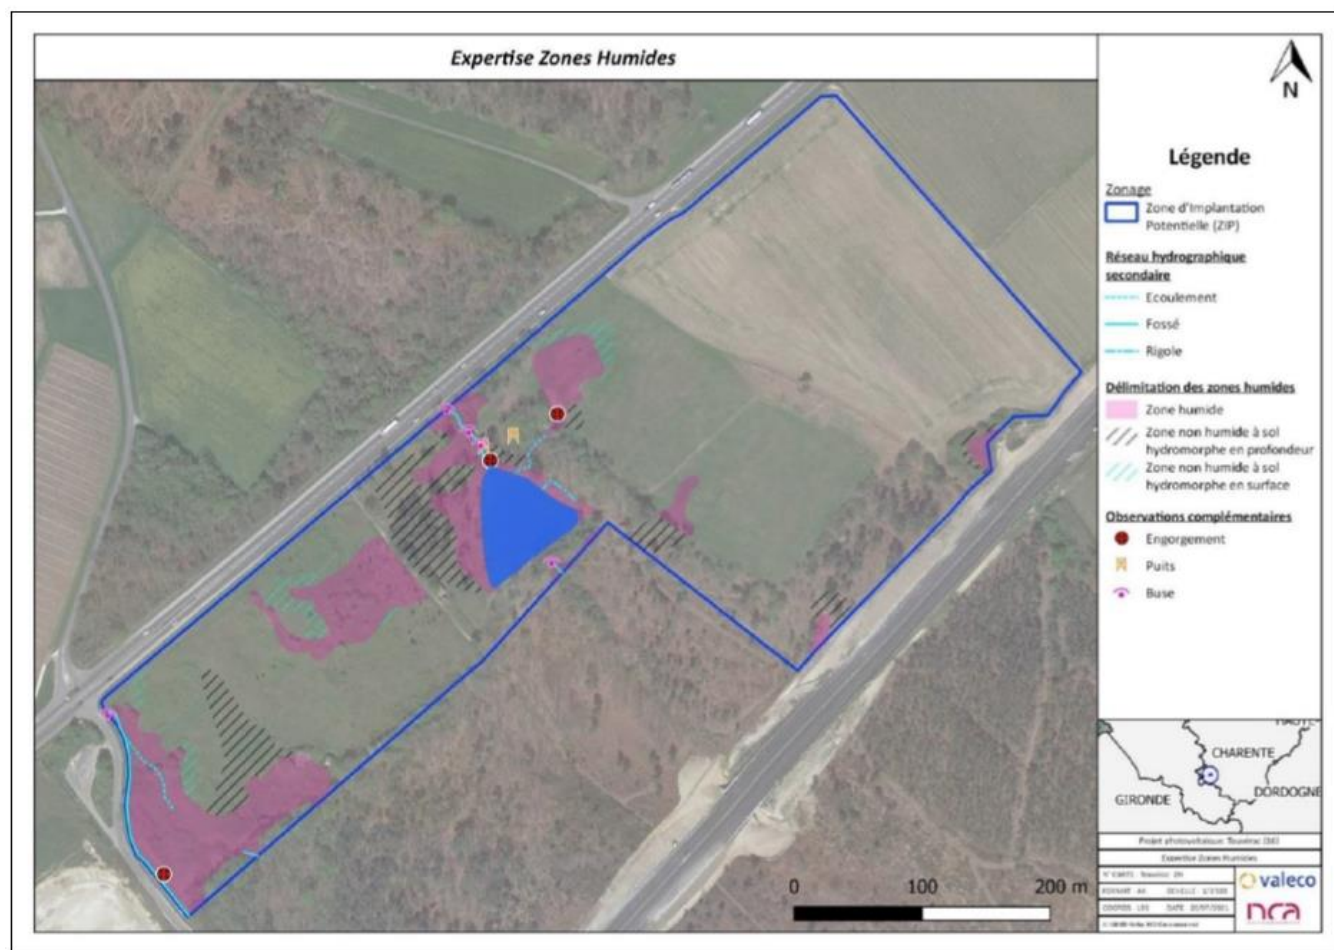 Expertise Zones Humides
N
Légende
Zonage
Zone d'Implantation
Potentielle (ZIP)
Réseau hydrographique
secondaire
Ecoulement
Fossé
Rigole
Délimitation des zones humides
Zone humide
Zone non humide à sol
hydromorphe en profondeur
Zone non humide à sol
hydromorphe en surface
Observations complémentaires
Engorgement
Puits
Buse
0 100 200 m
CHARENTE
GIRONDE
DORDOGNE
Projet photovoltaïque
Expertise Zones Humides
valeco
nca